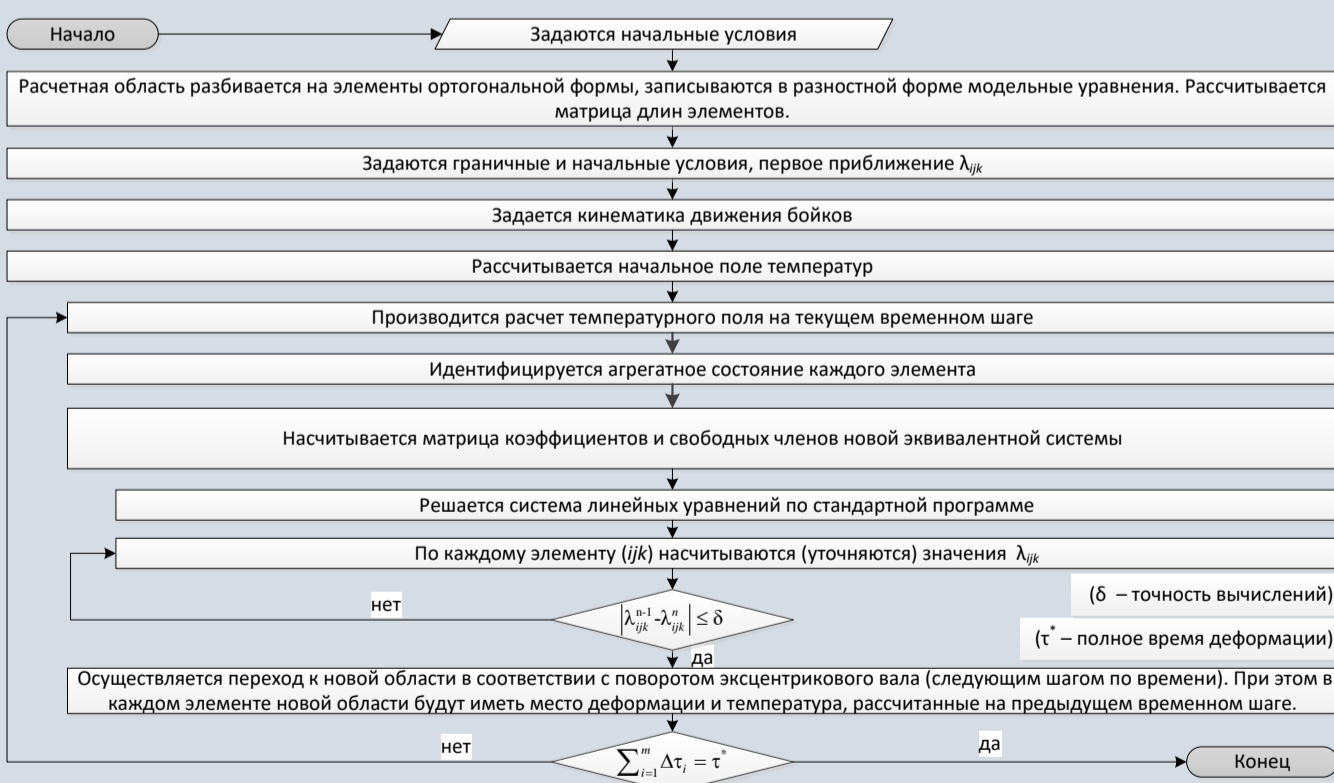 Начало
Задаются начальные условия
Расчетная область разбивается на элементы ортогональной формы, записываются в разностной форме модельные уравнения. Рассчитывается
матрица длин элементов.
Задаются граничные и начальные условия, первое приближение λijk
Задается кинематика движения бойков
Рассчитывается начальное поле температур
Производится расчет температурного поля на текущем временном шаге
Идентифицируется агрегатное состояние каждого элемента
Насчитывается матрица коэффициентов и свободных членов новой эквивалентной системы
Решается система линейных уравнений по стандартной программе
По каждому элементу (ijk) насчитываются (уточняются) значения λijk
(δ – точность вычислений)
нет
|λ^{n-1}_{ijk}-λ^{n}_{ijk}| ≤ δ
(τ* – полное время деформации)
да
Осуществляется переход к новой области в соответствии с поворотом эксцентрикового вала (следующим шагом по времени). При этом в
каждом элементе новой области будут иметь место деформации и температура, рассчитанные на предыдущем временном шаге.
нет
∑^{m}_{i=1} Δτ_i = τ*
да
Конец